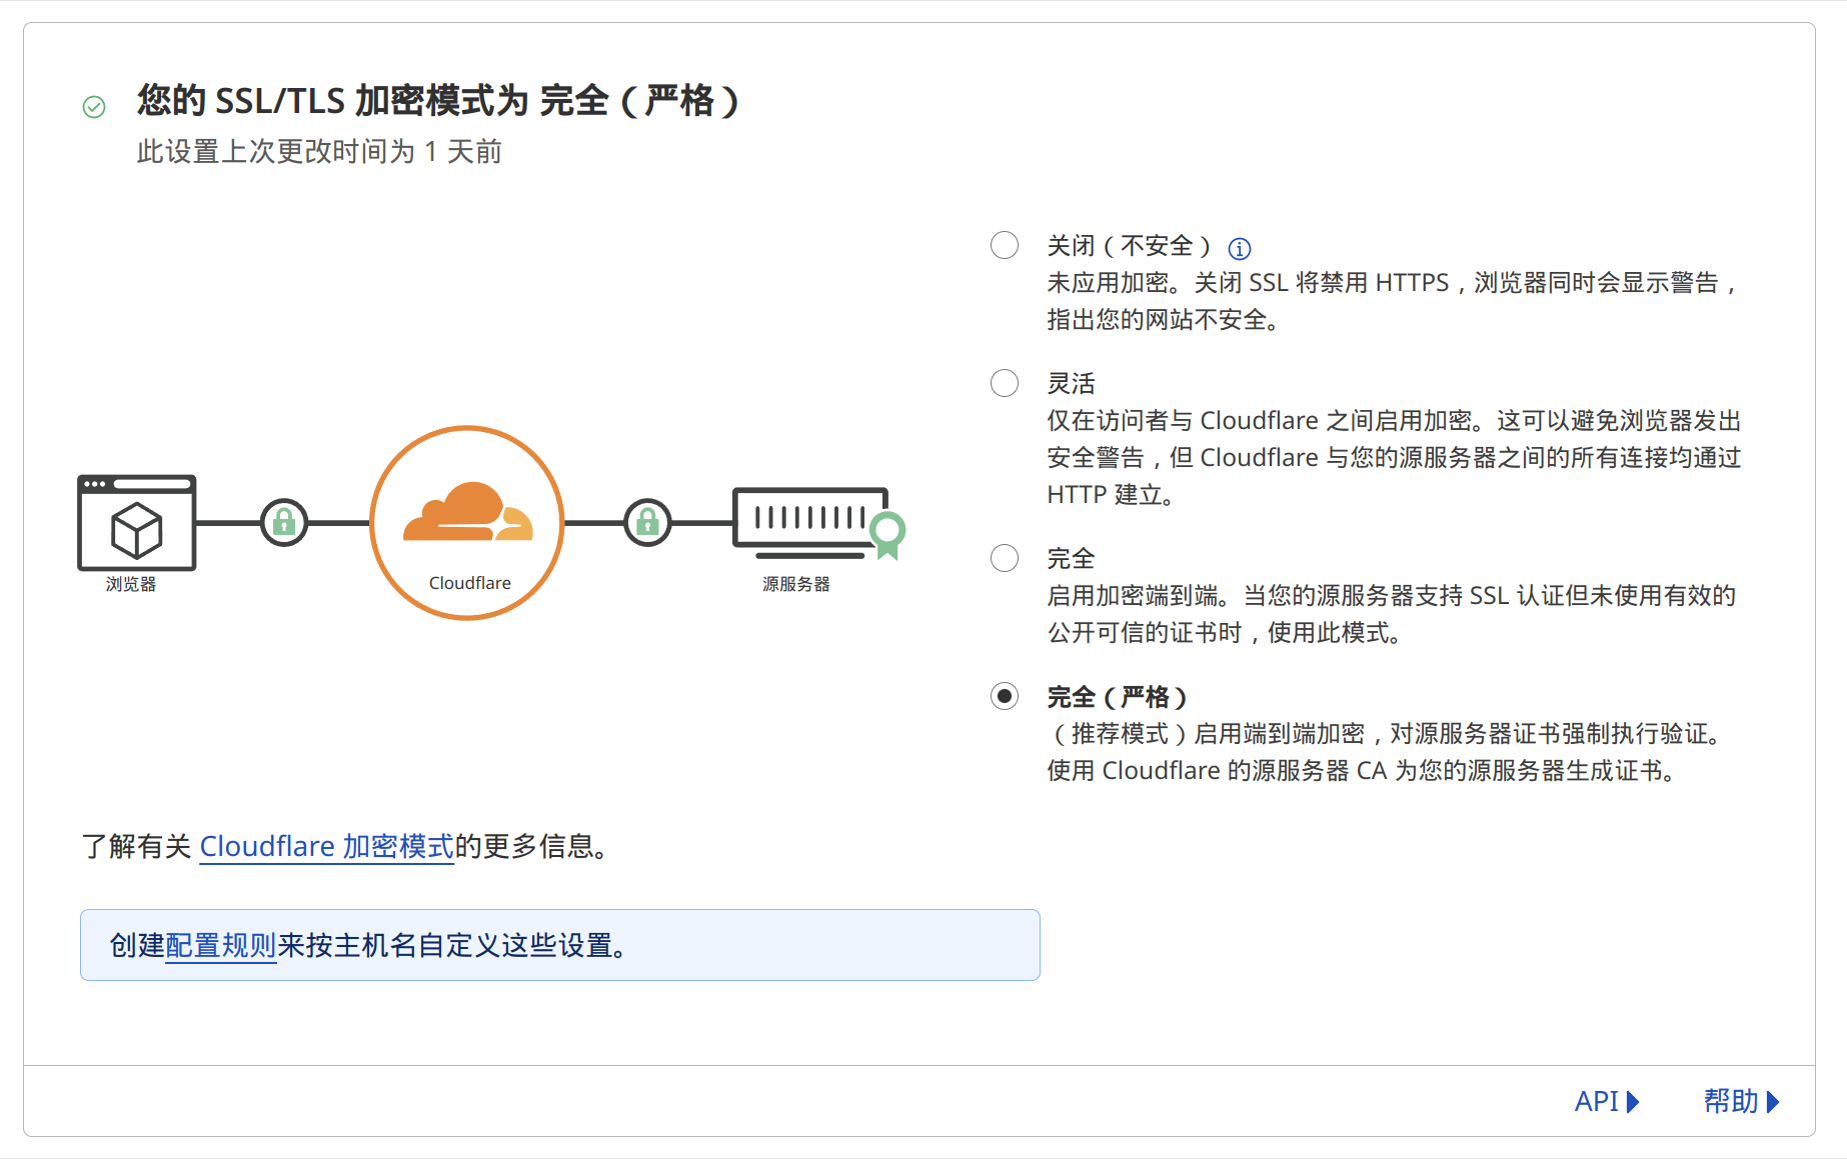 您的 SSL/TLS 加密模式为 完全（严格）
此设置上次更改时间为 1 天前
关闭（不安全）
未应用加密。关闭 SSL 将禁用 HTTPS，浏览器同时会显示警告，
指出您的网站不安全。
灵活
仅在访问者与 Cloudflare 之间启用加密。这可以避免浏览器发出
安全警告，但 Cloudflare 与您的源服务器之间的所有连接均通过
HTTP 建立。
完全
启用加密端到端。当您的源服务器支持 SSL 认证但未使用有效的
公开可信的证书时，使用此模式。
完全（严格）
（推荐模式）启用端到端加密，对源服务器证书强制执行验证。
使用 Cloudflare 的源服务器 CA 为您的源服务器生成证书。
浏览器
Cloudflare
源服务器
了解有关 Cloudflare 加密模式的更多信息。
创建配置规则来按主机名自定义这些设置。
API
帮助